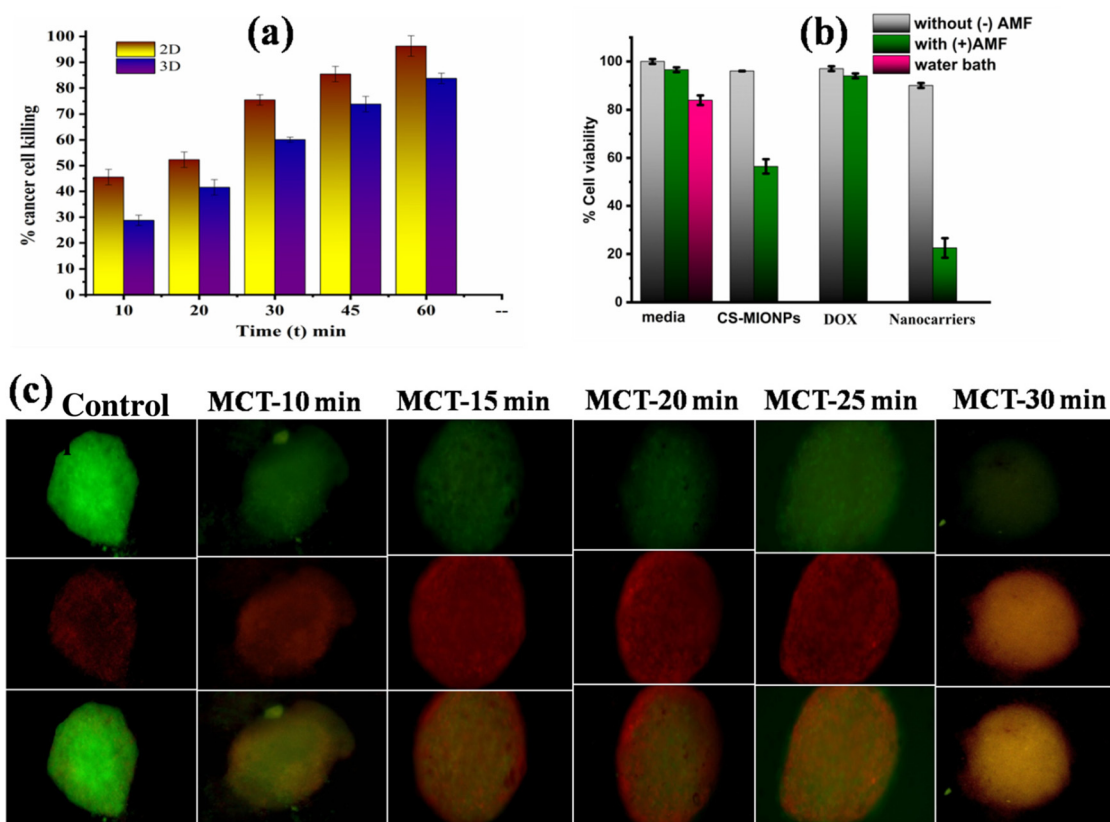 (a)
2D
3D
% cancer cell killing
100
90
80
70
60
50
40
30
20
10
0
10 20 30 45 60 --
Time (t) min
(b)
without (-) AMF
with (+)AMF
water bath
% Cell viability
100
80
60
40
20
0
media CS-MIONPs DOX Nanocarriers
(c) Control MCT-10 min MCT-15 min MCT-20 min MCT-25 min MCT-30 min